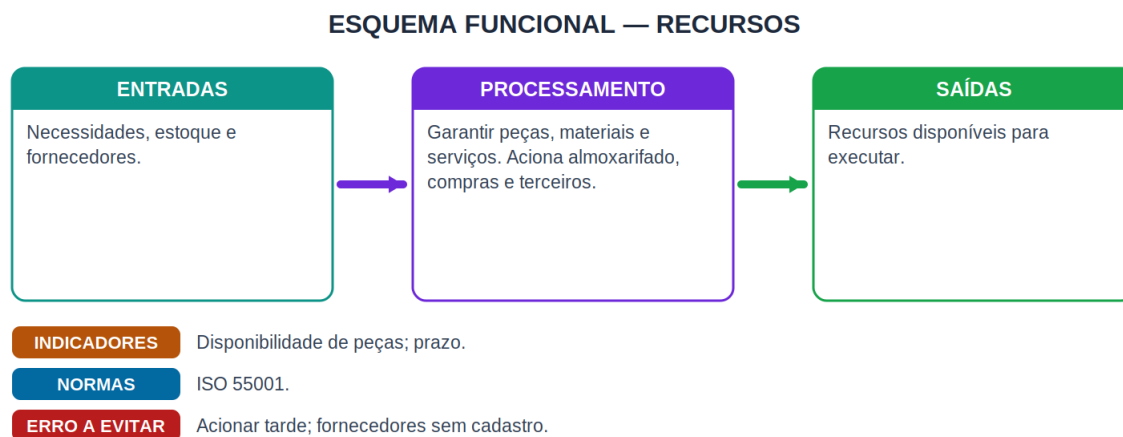 ESQUEMA FUNCIONAL — RECURSOS
ENTRADAS
Necessidades, estoque e
fornecedores.
PROCESSAMENTO
Garantir peças, materiais e
serviços. Aciona almoxarifado,
compras e terceiros.
SAÍDAS
Recursos disponíveis para
executar.
INDICADORES
Disponibilidade de peças; prazo.
NORMAS
ISO 55001.
ERRO A EVITAR
Acionar tarde; fornecedores sem cadastro.